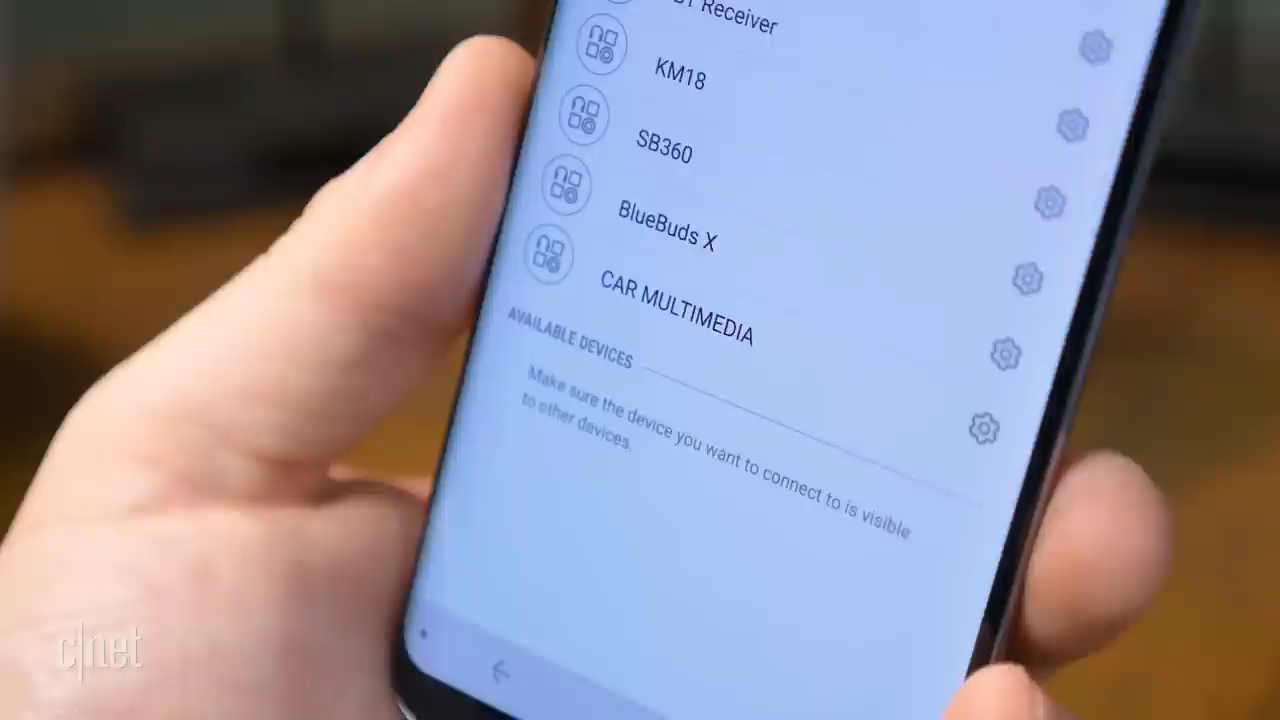 BT Receiver
KM18
SB360
BlueBuds X
CAR MULTIMEDIA
AVAILABLE DEVICES
Make sure the device you want to connect to is visible
to other devices.
c|net